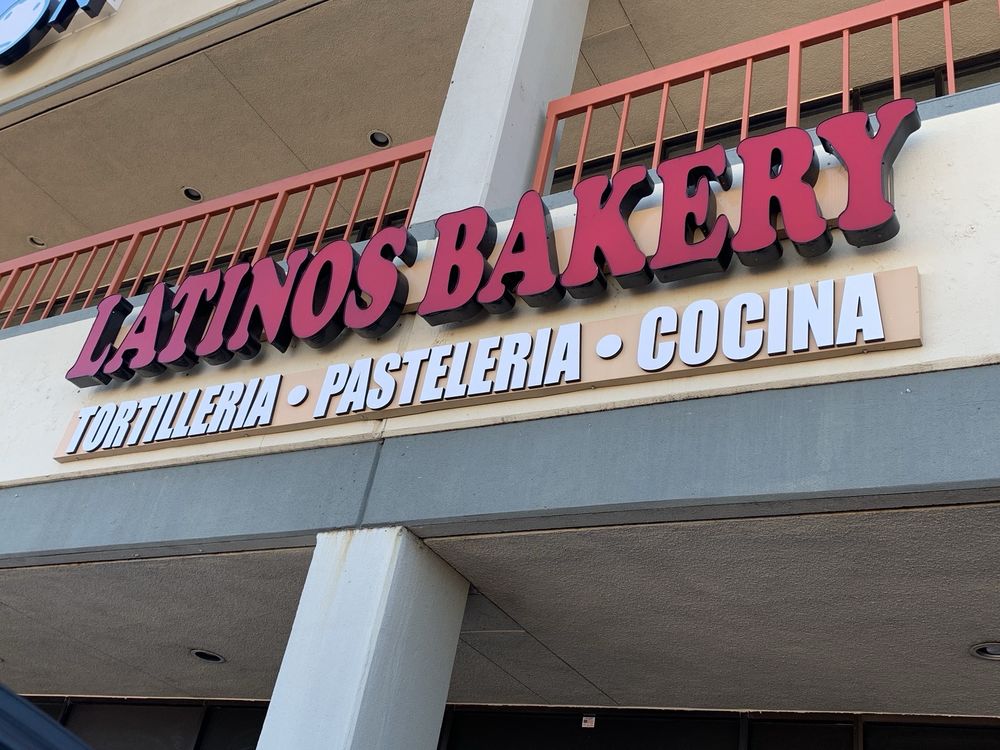 LATINOS BAKERY
TORTILLERIA • PASTELERIA • COCINA